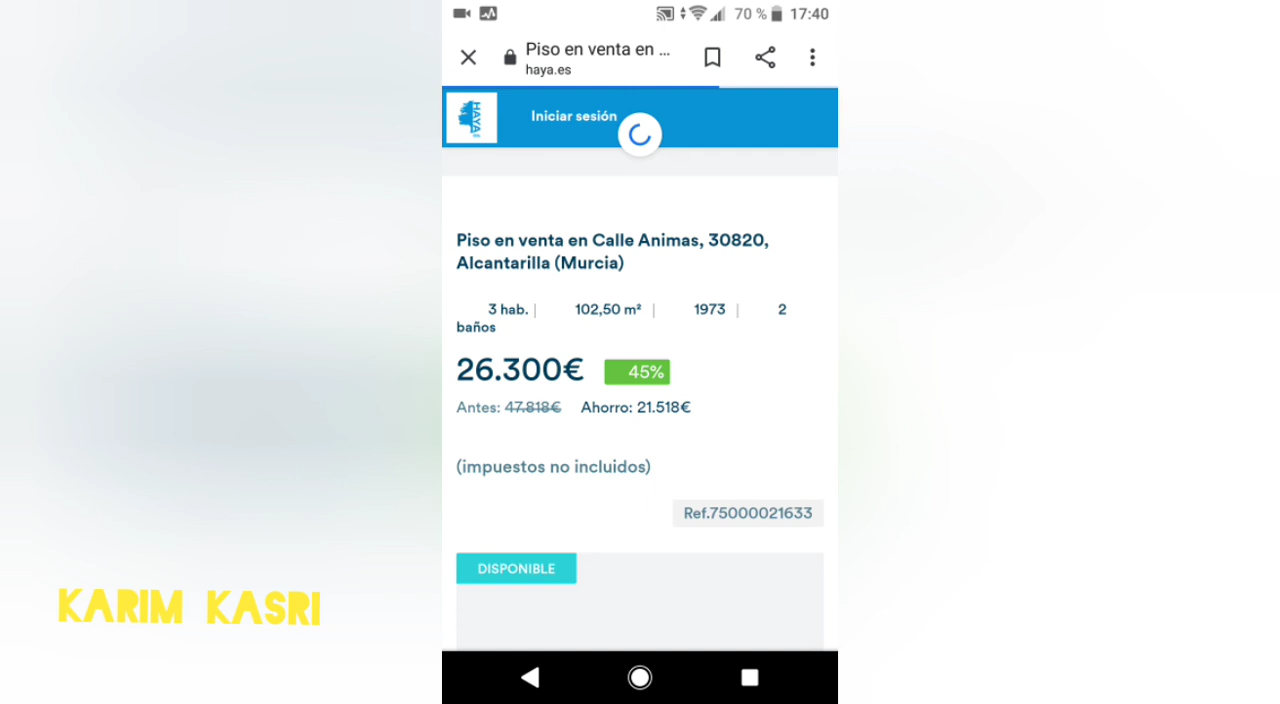 70 % 17:40
Piso en venta en ...
haya.es
HAYA
Iniciar sesión
Piso en venta en Calle Animas, 30820,
Alcantarilla (Murcia)
3 hab. | 102,50 m² | 1973 | 2
baños
26.300€ 45%
Antes: 47.818€ Ahorro: 21.518€
(impuestos no incluidos)
Ref.75000021633
DISPONIBLE
KARIM KASRI